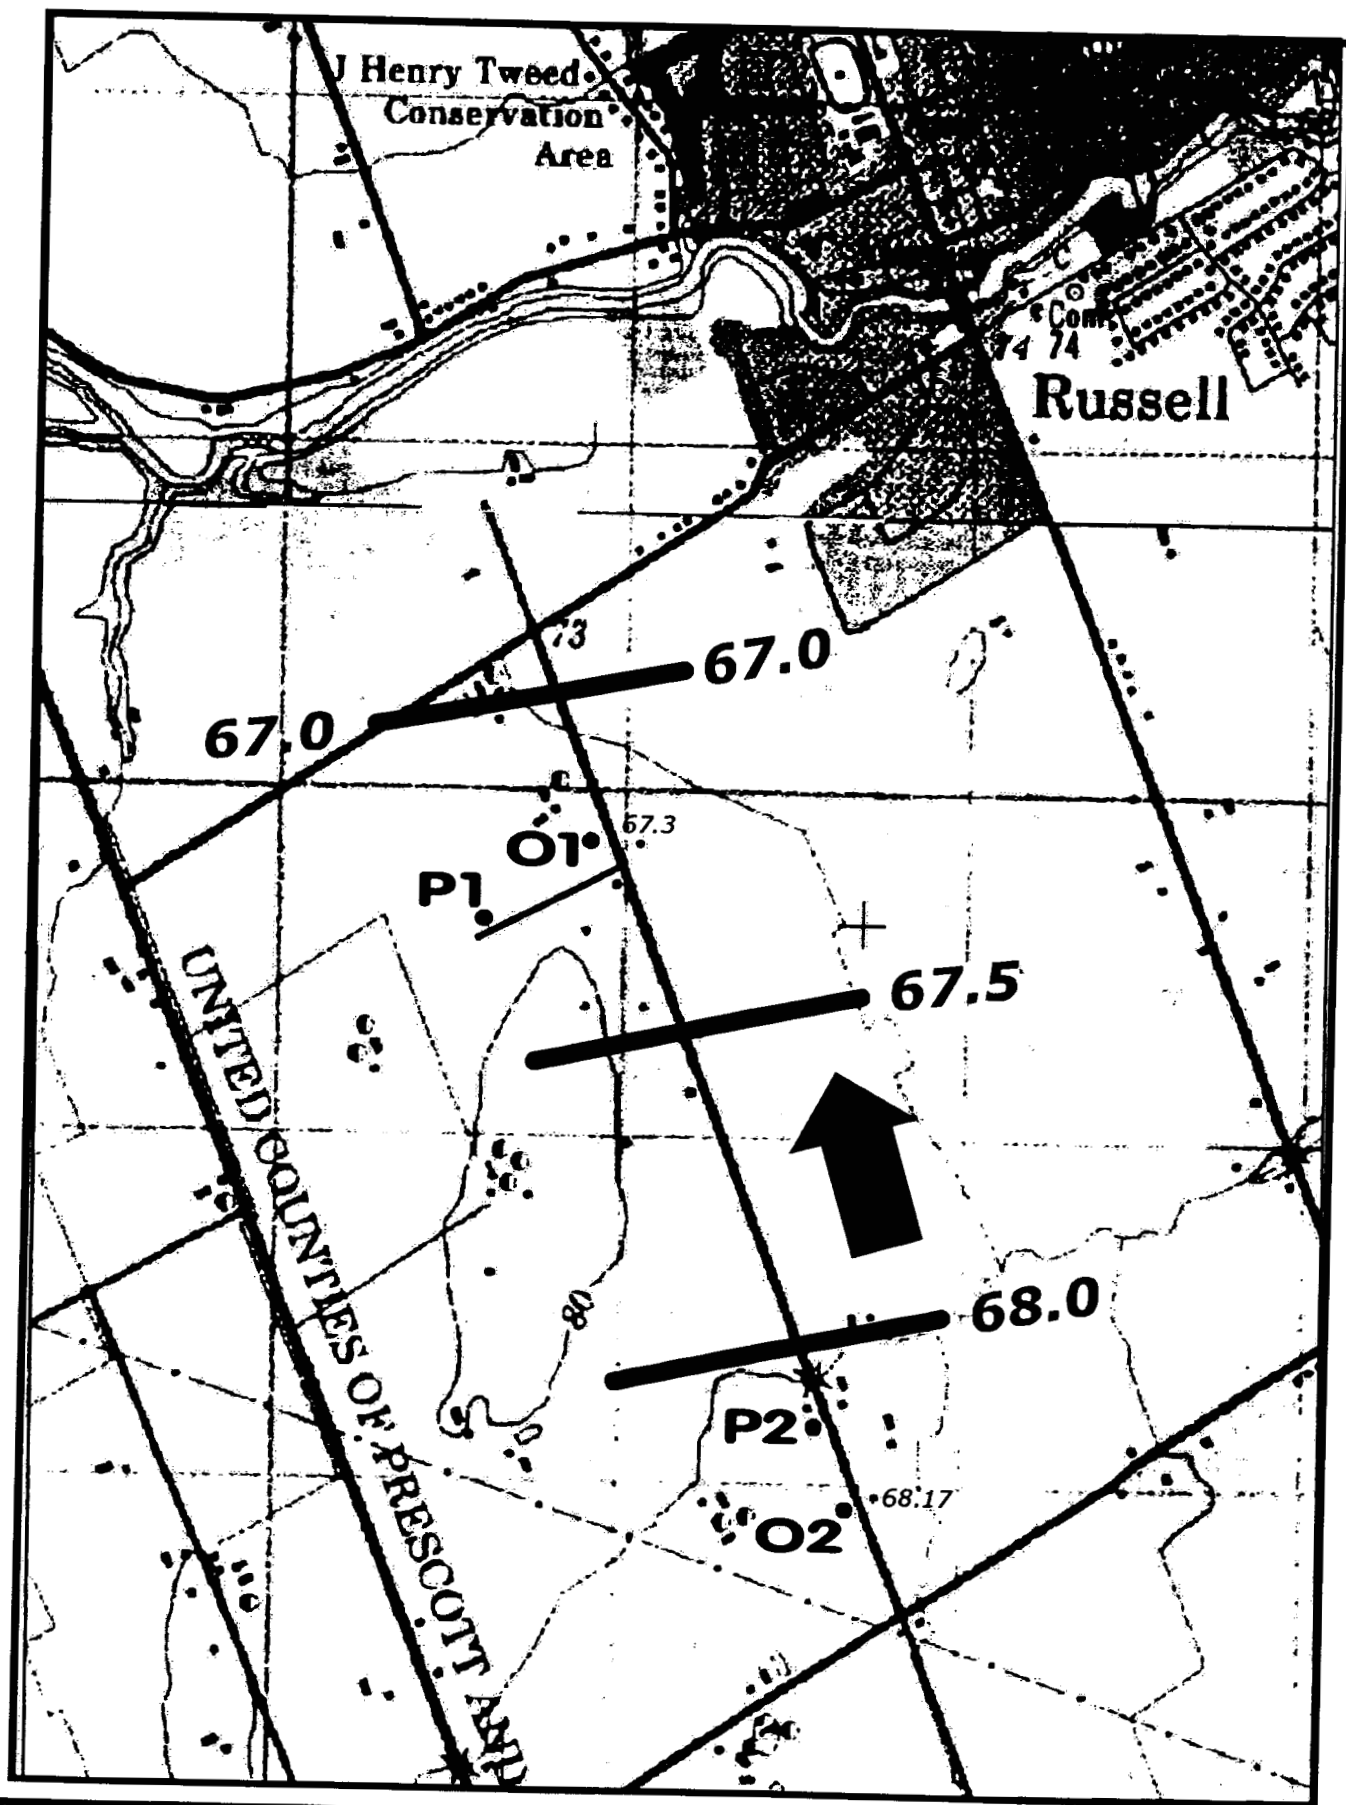 J Henry Tweed
Conservation
Area
C
Com
74 74
Russell
73
67.0
67.0
67.3
O1
P1
67.5
UNITED COUNTIES OF PRESCOTT AND
80
68.0
P2
68.17
O2